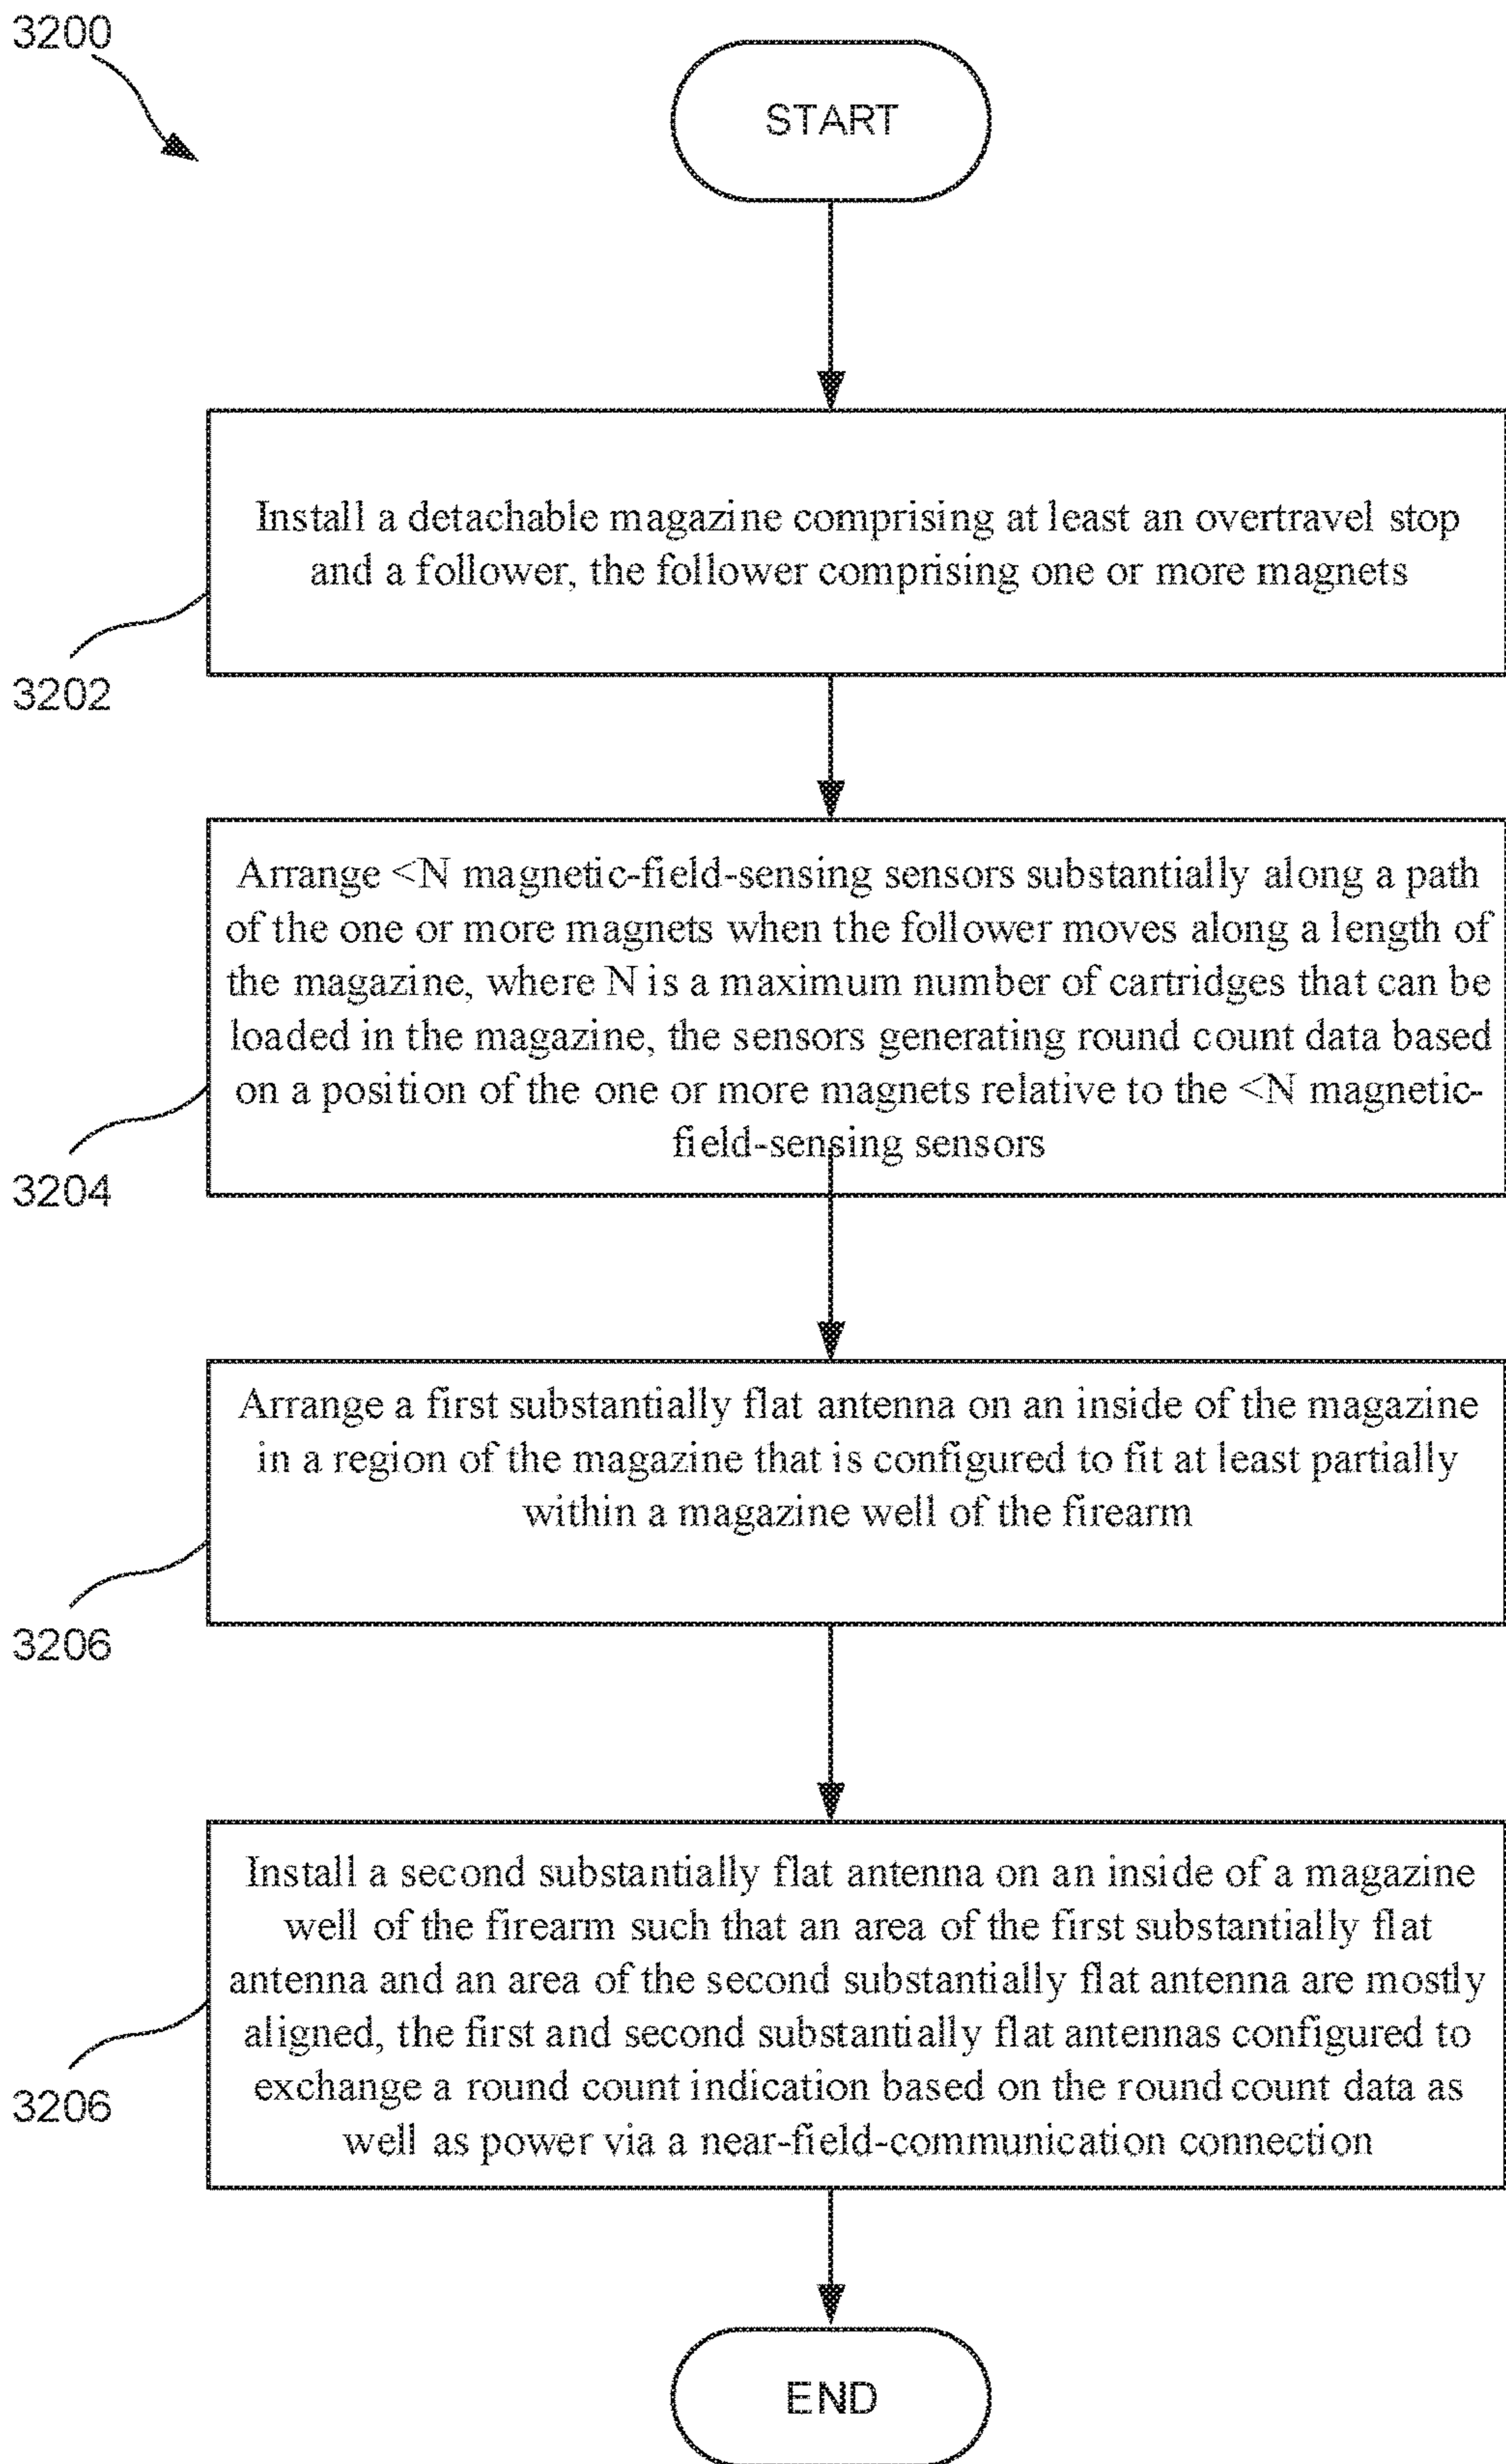 3200
START
Install a detachable magazine comprising at least an overtravel stop
and a follower, the follower comprising one or more magnets
3202
Arrange <N magnetic-field-sensing sensors substantially along a path
of the one or more magnets when the follower moves along a length of
the magazine, where N is a maximum number of cartridges that can be
loaded in the magazine, the sensors generating round count data based
on a position of the one or more magnets relative to the <N magnetic-
field-sensing sensors
3204
Arrange a first substantially flat antenna on an inside of the magazine
in a region of the magazine that is configured to fit at least partially
within a magazine well of the firearm
3206
Install a second substantially flat antenna on an inside of a magazine
well of the firearm such that an area of the first substantially flat
antenna and an area of the second substantially flat antenna are mostly
aligned, the first and second substantially flat antennas configured to
exchange a round count indication based on the round count data as
well as power via a near-field-communication connection
3206
END